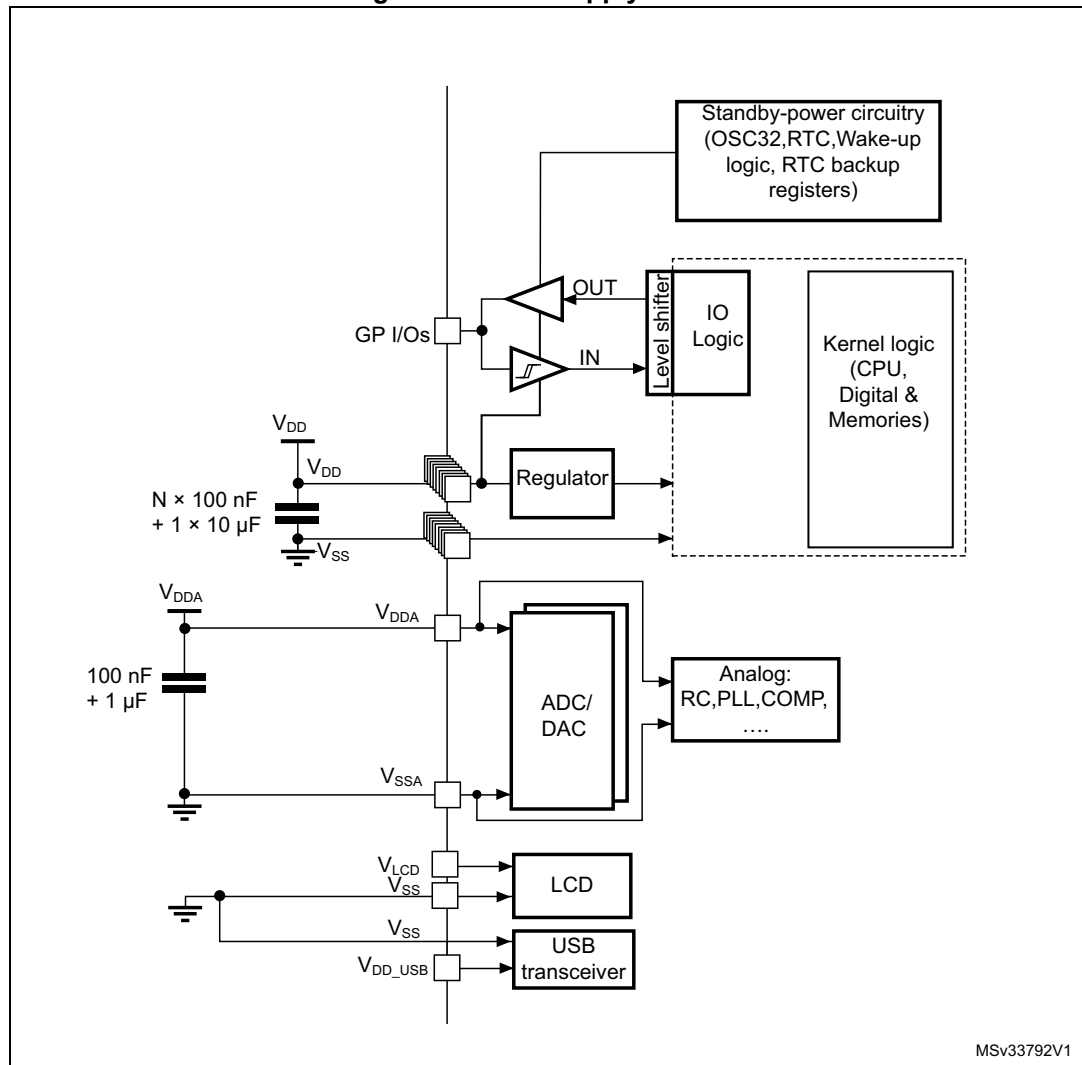 Standby-power circuitry
(OSC32,RTC,Wake-up
logic, RTC backup
registers)
OUT
Level shifter
IO
Logic
GP I/Os
IN
Kernel logic
(CPU,
Digital &
Memories)
VDD
VDD
Regulator
N × 100 nF
+ 1 × 10 µF
VSS
VDDA
VDDA
100 nF
+ 1 µF
ADC/
DAC
Analog:
RC,PLL,COMP,
....
VSSA
VLCD
VSS
LCD
VSS
USB
transceiver
VDD_USB
MSv33792V1